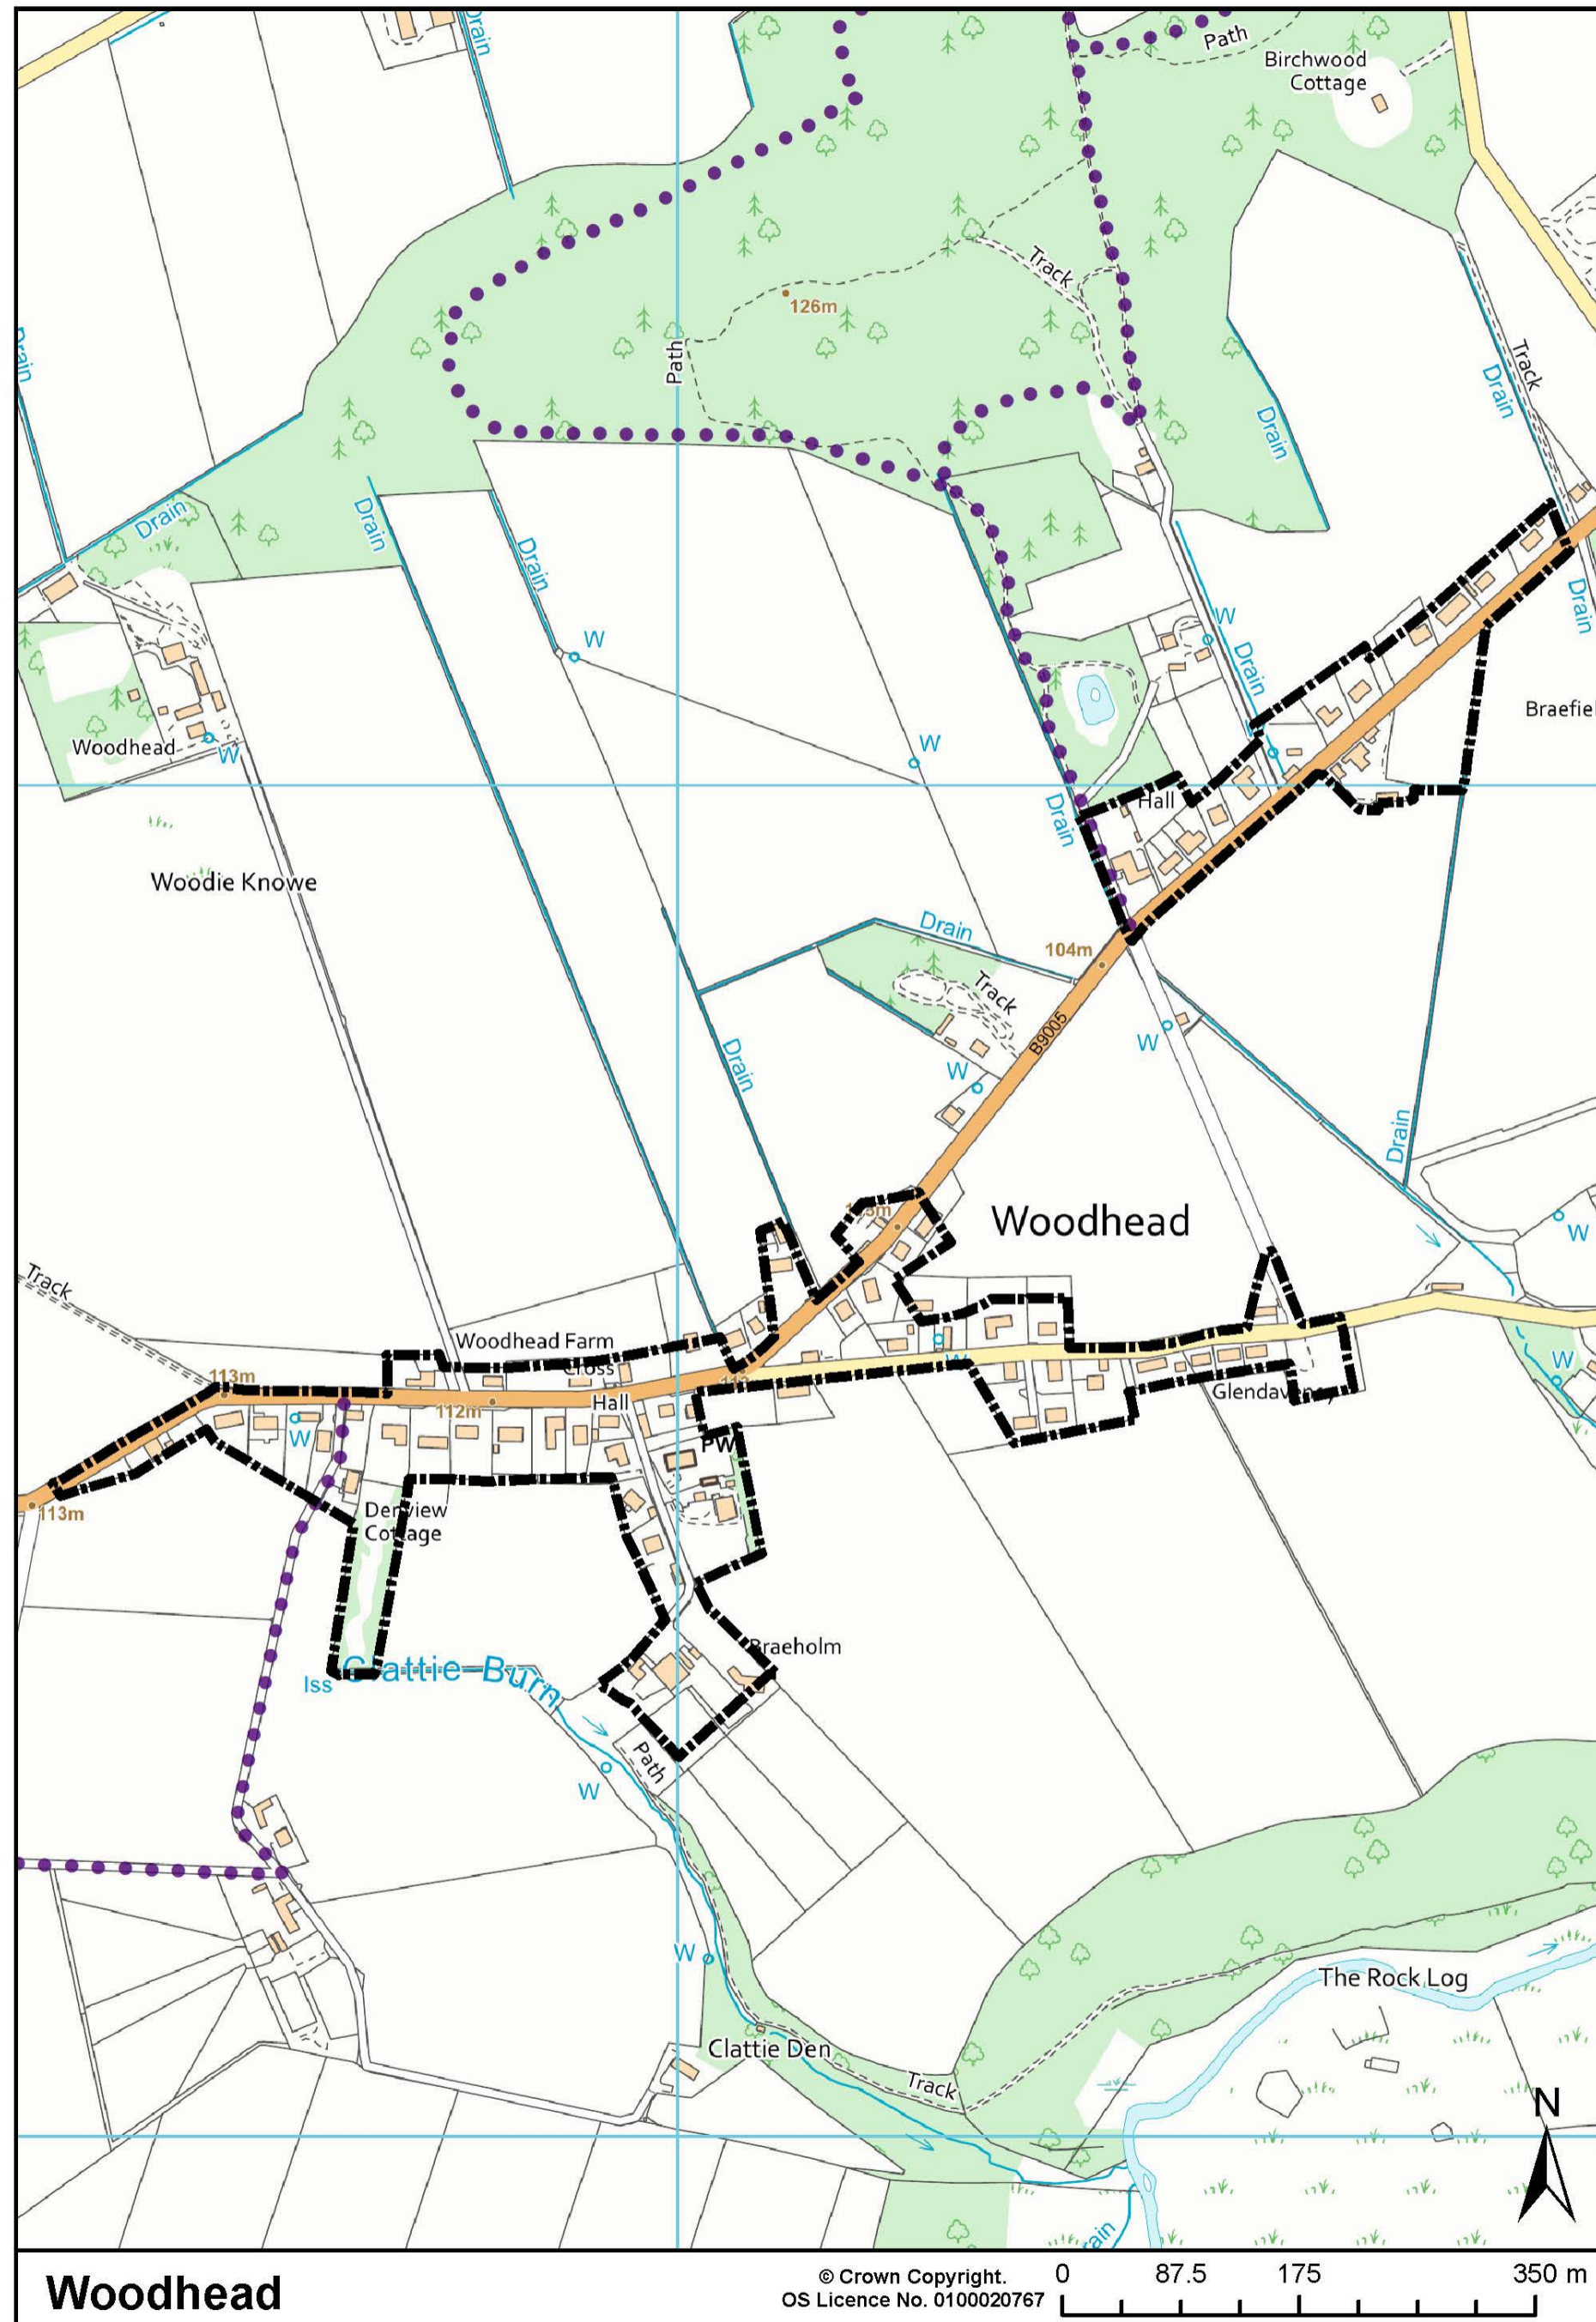 Drain
Path
Birchwood
Cottage
Track
126m
Path
Track
Drain
Drain
Drain
Drain
Drain
Drain
Drain
W
W
Drain
W
Braefie
Woodhead
W
W
Hall
Drain
Woodie Knowe
Drain
104m
Track
B9005
W
W
Drain
Drain
Woodhead
W
Track
Woodhead Farm
Cross
113m
112m
Hall
W
W
Glendaveny
W
PW
113m
Denview
Cottage
Braeholm
Iss
Clattie Burn
Path
W
W
The Rock Log
Clattie Den
Track
N
Woodhead
© Crown Copyright.
OS Licence No. 0100020767
0 87.5 175 350 m